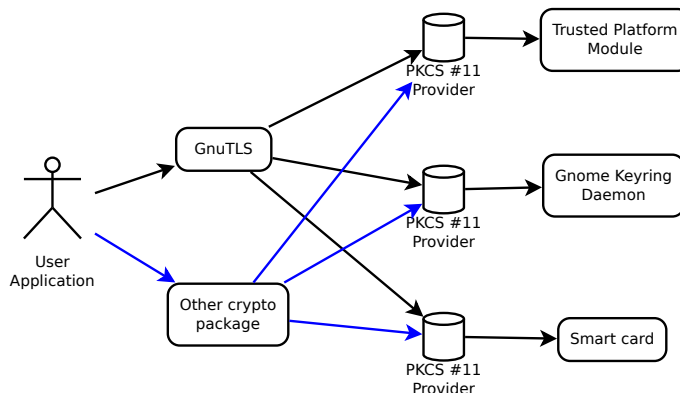 PKCS #11
Provider
Trusted Platform
Module
GnuTLS
User
Application
PKCS #11
Provider
Gnome Keyring
Daemon
Other crypto
package
PKCS #11
Provider
Smart card